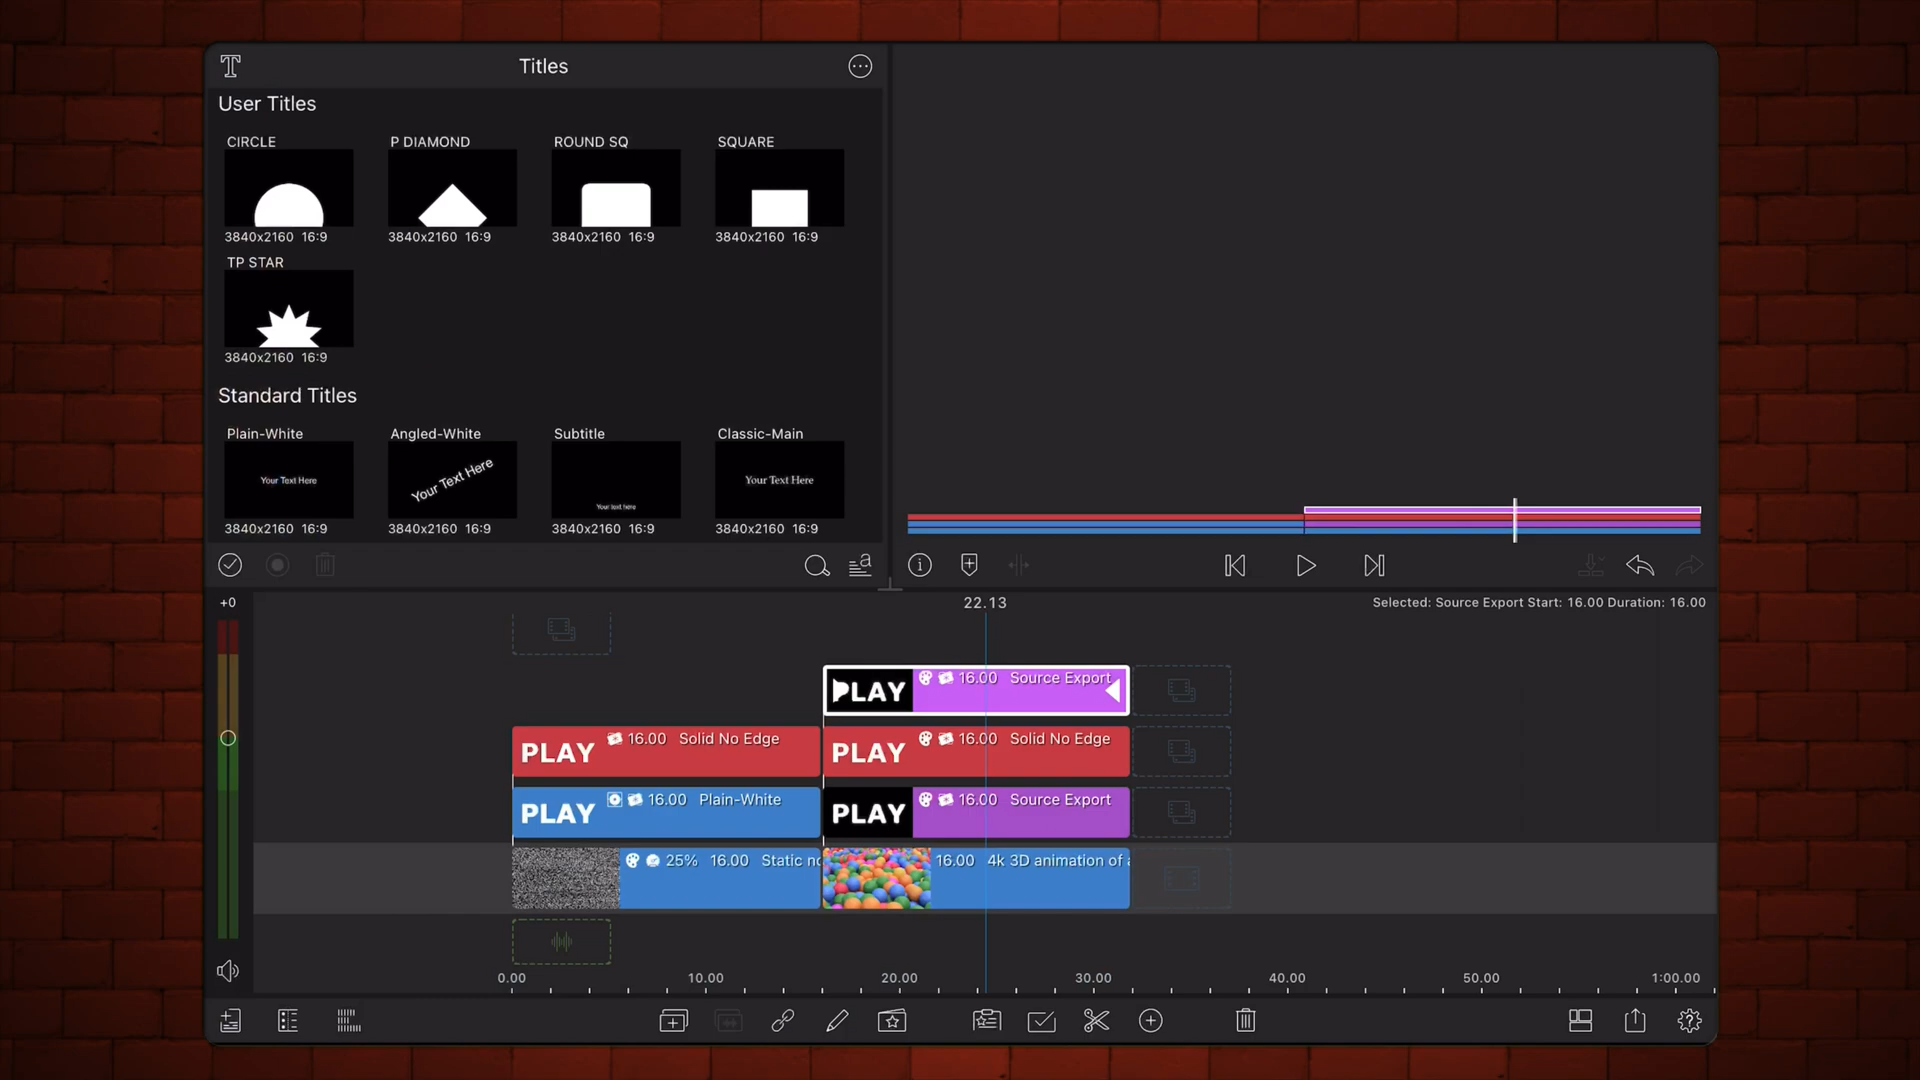 Titles
User Titles
CIRCLE
P DIAMOND
ROUND SQ
SQUARE
3840x2160 16:9
3840x2160 16:9
3840x2160 16:9
3840x2160 16:9
TP STAR
3840x2160 16:9
Standard Titles
Plain-White
Angled-White
Subtitle
Classic-Main
Your Text Here
Your Text Here
Your text here
Your Text Here
3840x2160 16:9
3840x2160 16:9
3840x2160 16:9
3840x2160 16:9
+0
22.13
Selected: Source Export Start: 16.00 Duration: 16.00
PLAY 16.00 Source Export
PLAY 16.00 Solid No Edge
PLAY 16.00 Solid No Edge
PLAY 16.00 Plain-White
PLAY 16.00 Source Export
25% 16.00 Static no
16.00 4k 3D animation of a
0.00 10.00 20.00 30.00 40.00 50.00 1:00.00